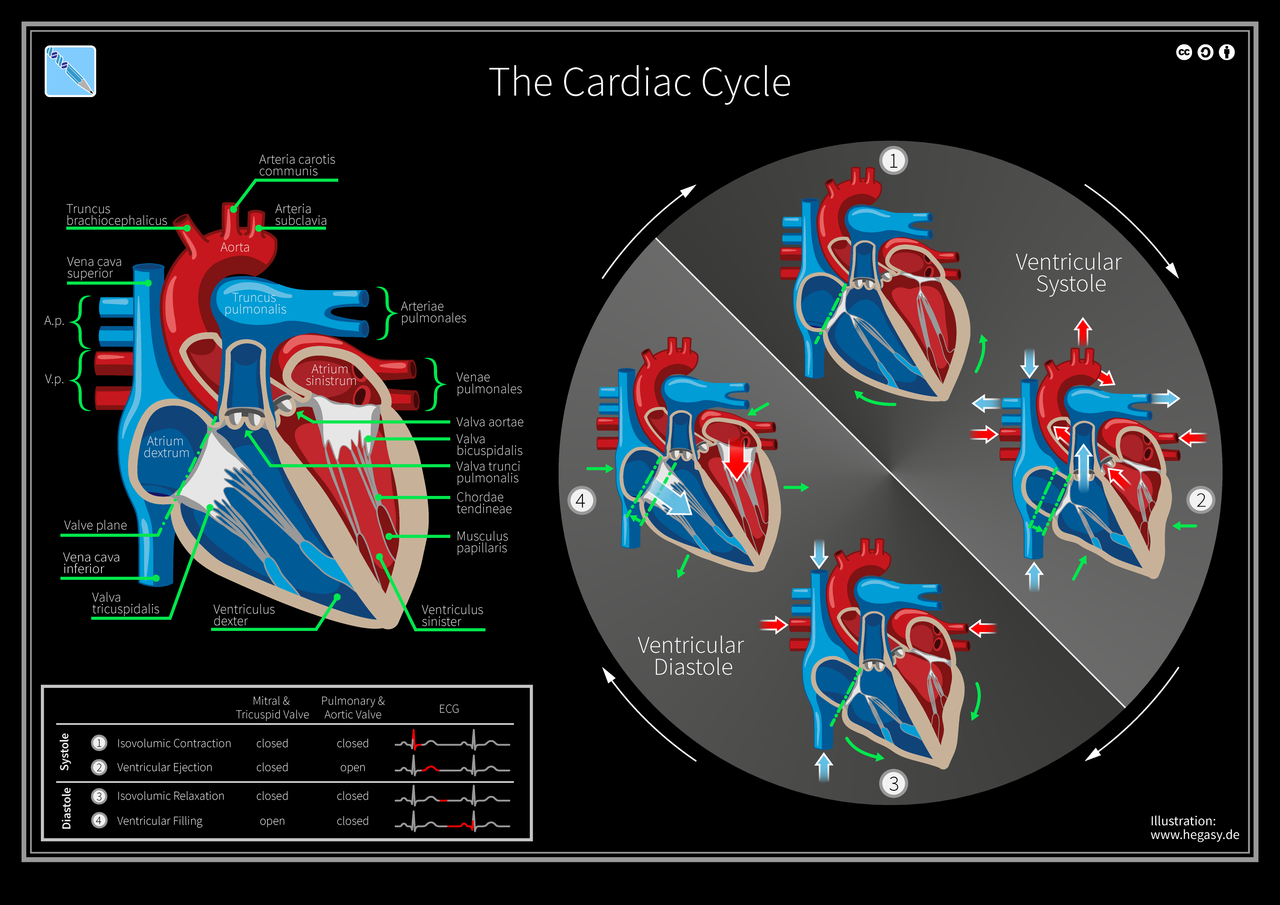 The Cardiac Cycle
Arteria carotis
communis
Truncus
brachiocephalicus
Arteria
subclavia
Aorta
Vena cava
superior
Truncus
pulmonalis
A.p.
Arteriae
pulmonales
V.p.
Atrium
sinistrum
Venae
pulmonales
Valva aortae
Atrium
dextrum
Valva
bicuspidalis
Valva trunci
pulmonalis
Chordae
tendineae
Valve plane
Musculus
papillaris
Vena cava
inferior
Valva
tricuspidalis
Ventriculus
dexter
Ventriculus
sinister
1
Ventricular
Systole
2
3
Ventricular
Diastole
4
Mitral & Pulmonary & ECG
Tricuspid Valve Aortic Valve
Systole
1 Isovolumic Contraction closed closed
2 Ventricular Ejection closed open
Diastole
3 Isovolumic Relaxation closed closed
4 Ventricular Filling open closed
Illustration:
www.hegasy.de
cc